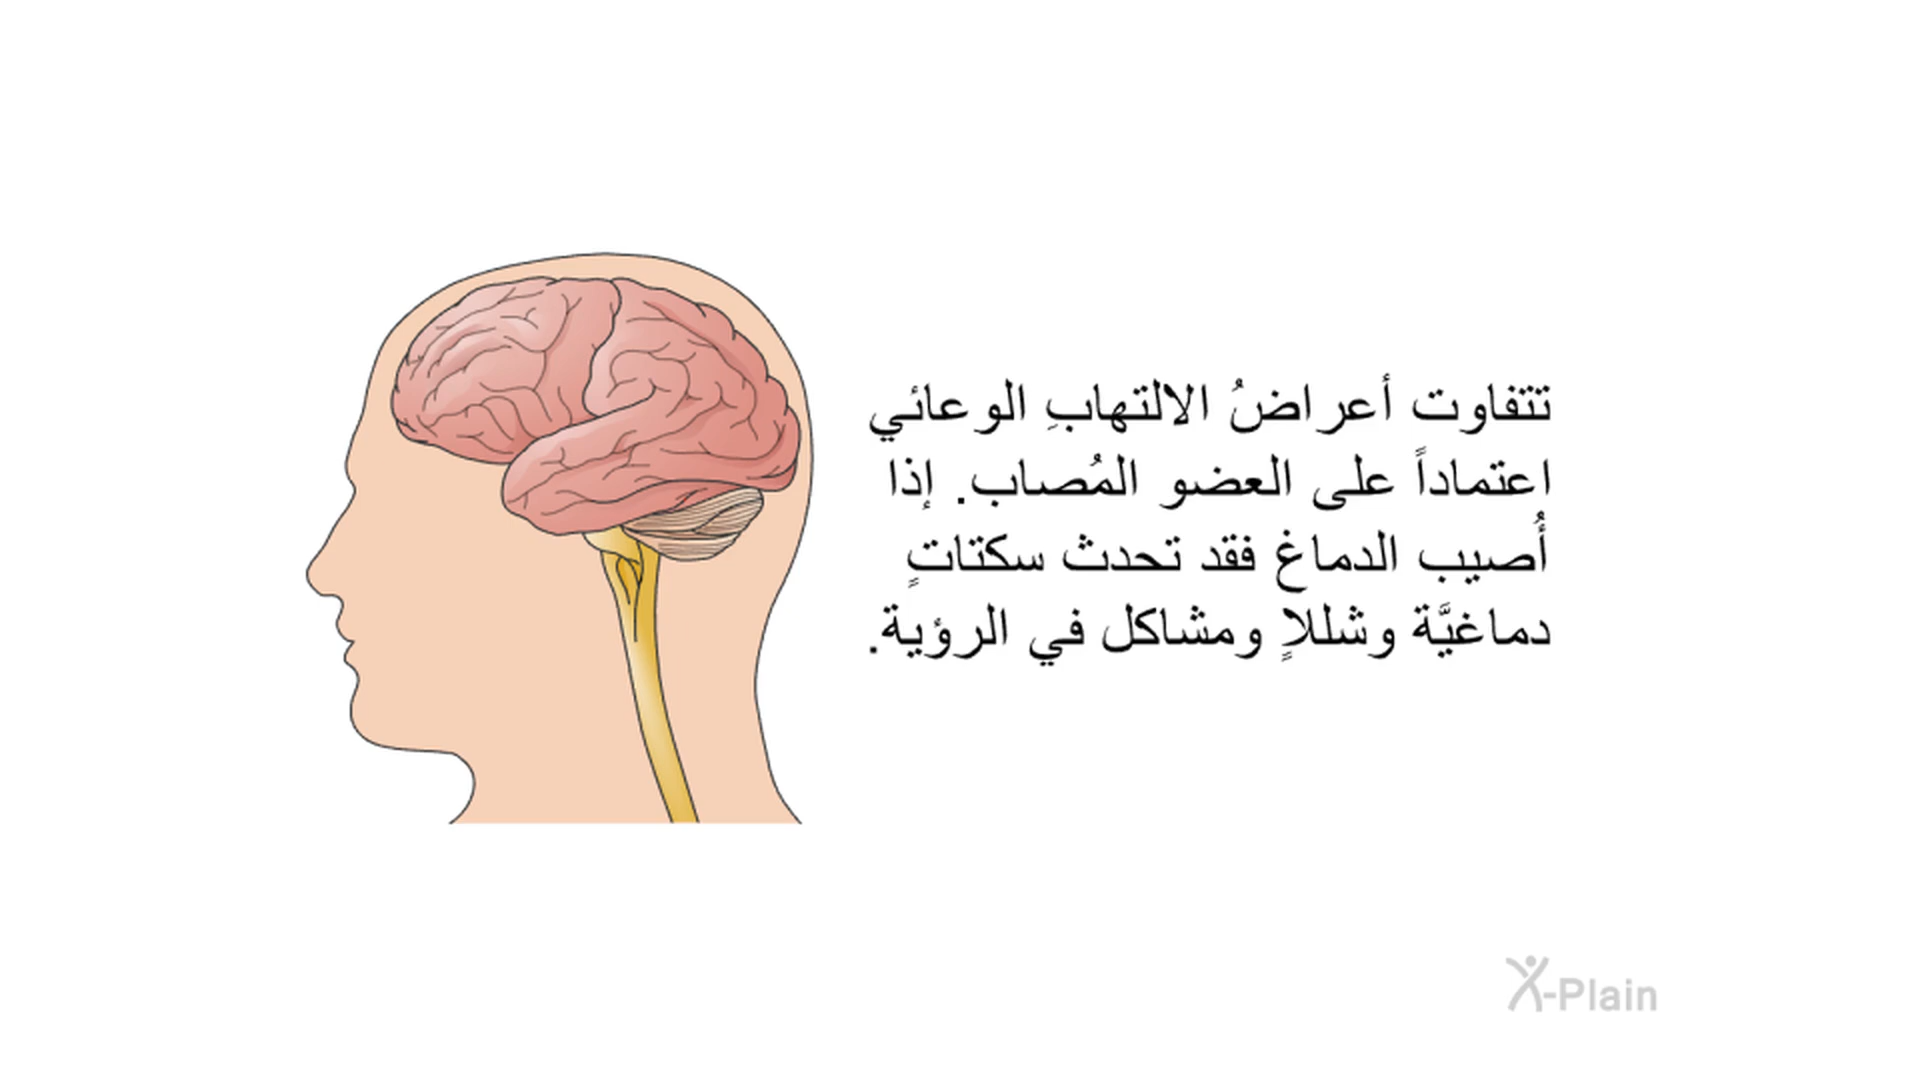 تتفاوت أعراضُ الالتهابِ الوعائي
اعتماداً على العضو المُصاب. إذا
أُصيب الدماغ فقد تحدث سكتاتٍ
دماغيَّة وشللاٍ ومشاكل في الرؤية.
X-Plain